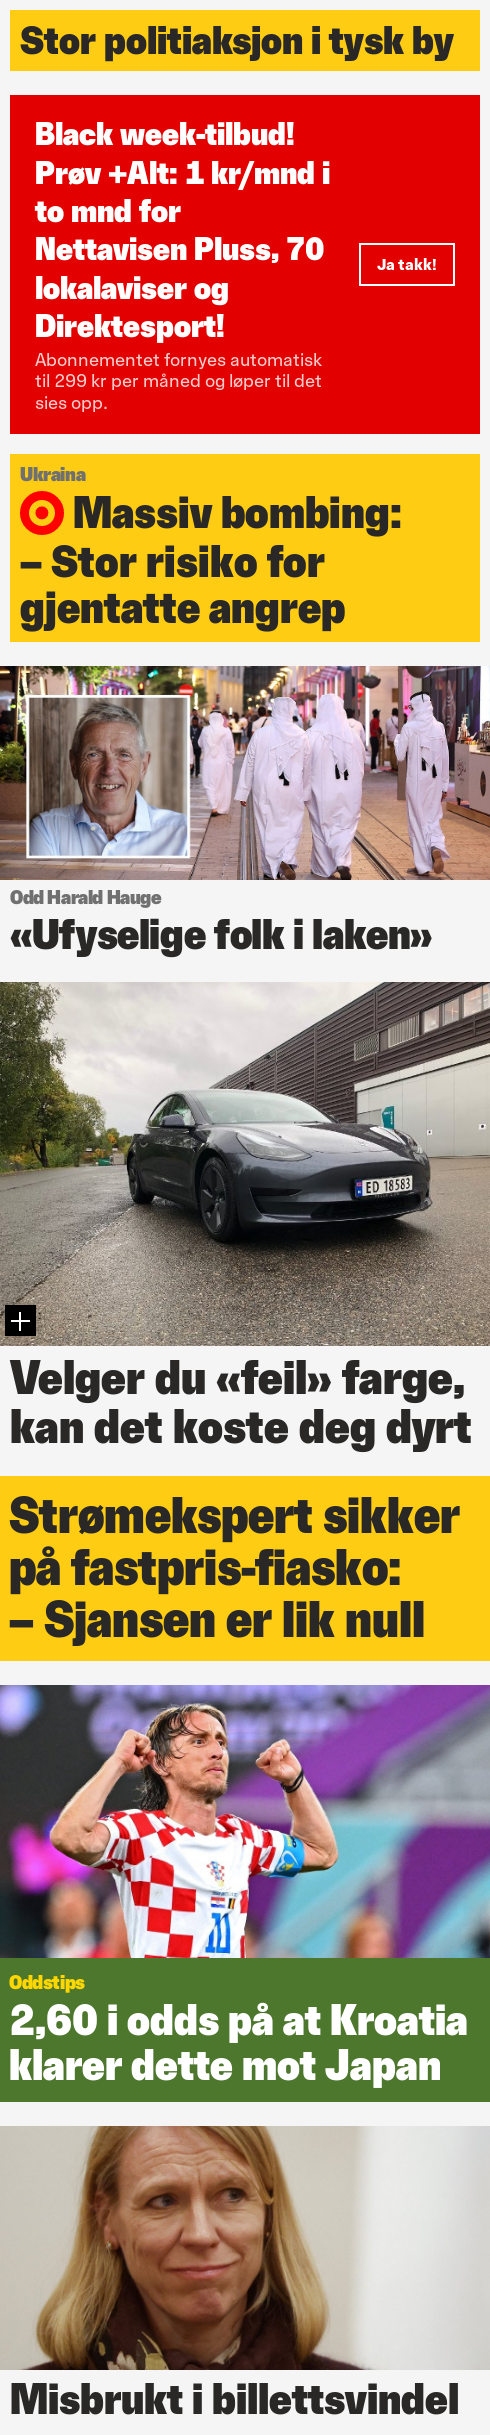 Stor politiaksjon i tysk by
Black week-tilbud!
Prøv +Alt: 1 kr/mnd i
to mnd for
Nettavisen Pluss, 70
lokalaviser og
Direktesport!
Ja takk!
Abonnementet fornyes automatisk
til 299 kr per måned og løper til det
sies opp.
Ukraina
Massiv bombing:
– Stor risiko for
gjentatte angrep
Odd Harald Hauge
«Ufyselige folk i laken»
ED 18583
Velger du «feil» farge,
kan det koste deg dyrt
Strømekspert sikker
på fastpris-fiasko:
– Sjansen er lik null
10
Oddstips
2,60 i odds på at Kroatia
klarer dette mot Japan
Misbrukt i billettsvindel